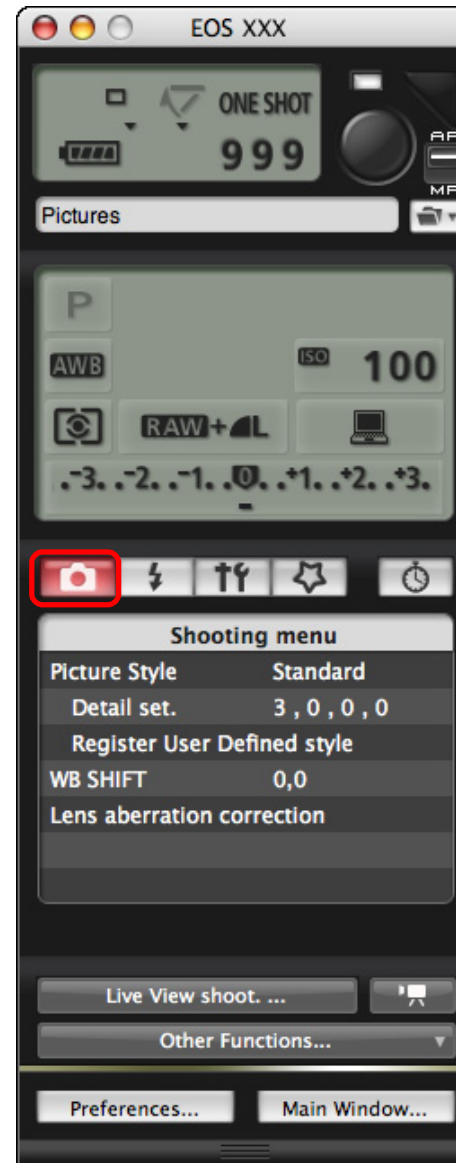 EOS XXX
ONE SHOT
999
AF
MF
Pictures
P
AWB
ISO 100
RAW+L
.-3. .-2. .-1. .0. .+1. .+2. .+3.
Shooting menu
Picture Style Standard
Detail set. 3 , 0 , 0 , 0
Register User Defined style
WB SHIFT 0,0
Lens aberration correction
Live View shoot. ...
Other Functions...
Preferences... Main Window...